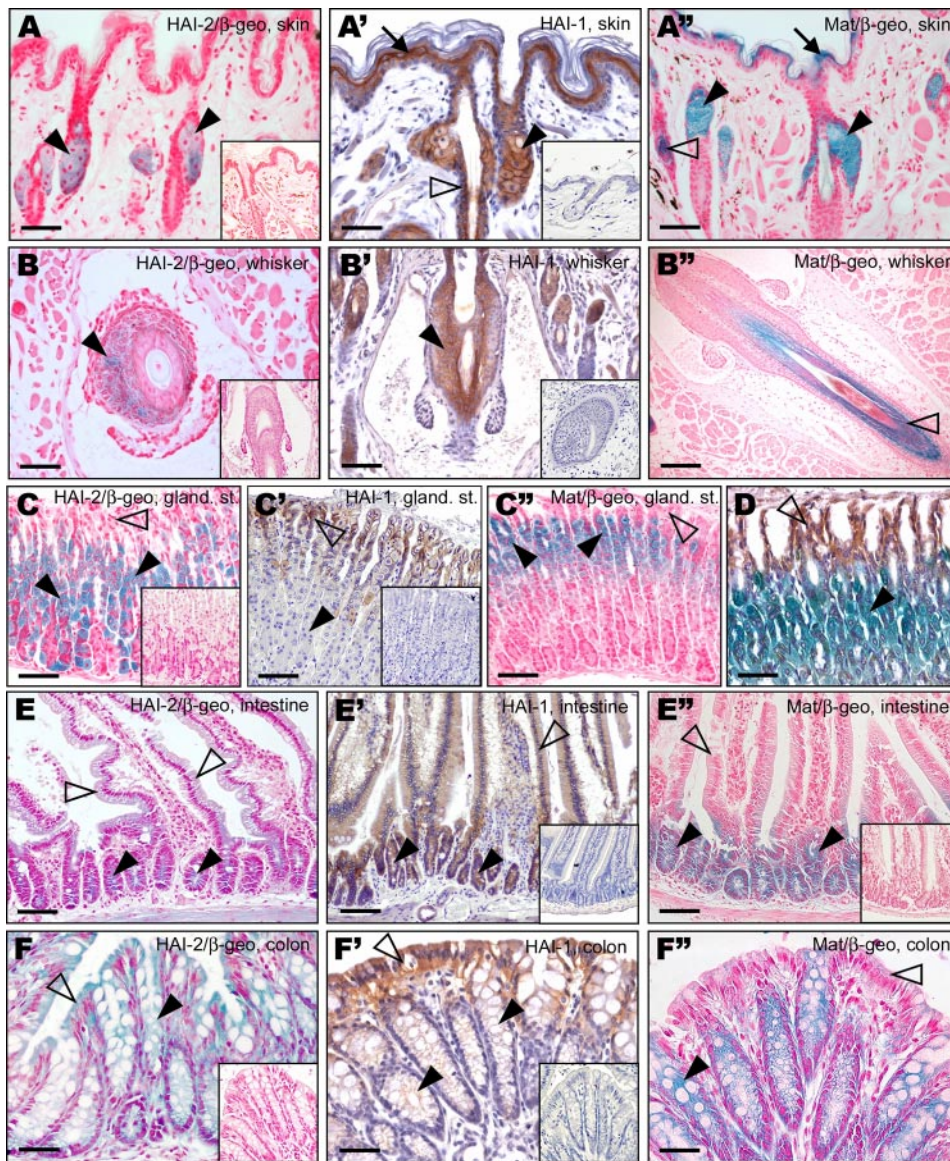 A HAI-2/β-geo, skin
A' HAI-1, skin
A" Mat/β-geo, skin
B HAI-2/β-geo, whisker
B' HAI-1, whisker
B" Mat/β-geo, whisker
C HAI-2/β-geo, gland. st.
C' HAI-1, gland. st.
C" Mat/β-geo, gland. st.
D
E HAI-2/β-geo, intestine
E' HAI-1, intestine
E" Mat/β-geo, intestine
F HAI-2/β-geo, colon
F' HAI-1, colon
F" Mat/β-geo, colon